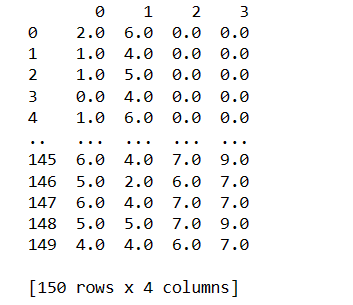 0 1 2 3
0 2.0 6.0 0.0 0.0
1 1.0 4.0 0.0 0.0
2 1.0 5.0 0.0 0.0
3 0.0 4.0 0.0 0.0
4 1.0 6.0 0.0 0.0
.. ... ... ... ...
145 6.0 4.0 7.0 9.0
146 5.0 2.0 6.0 7.0
147 6.0 4.0 7.0 7.0
148 5.0 5.0 7.0 9.0
149 4.0 4.0 6.0 7.0
[150 rows x 4 columns]